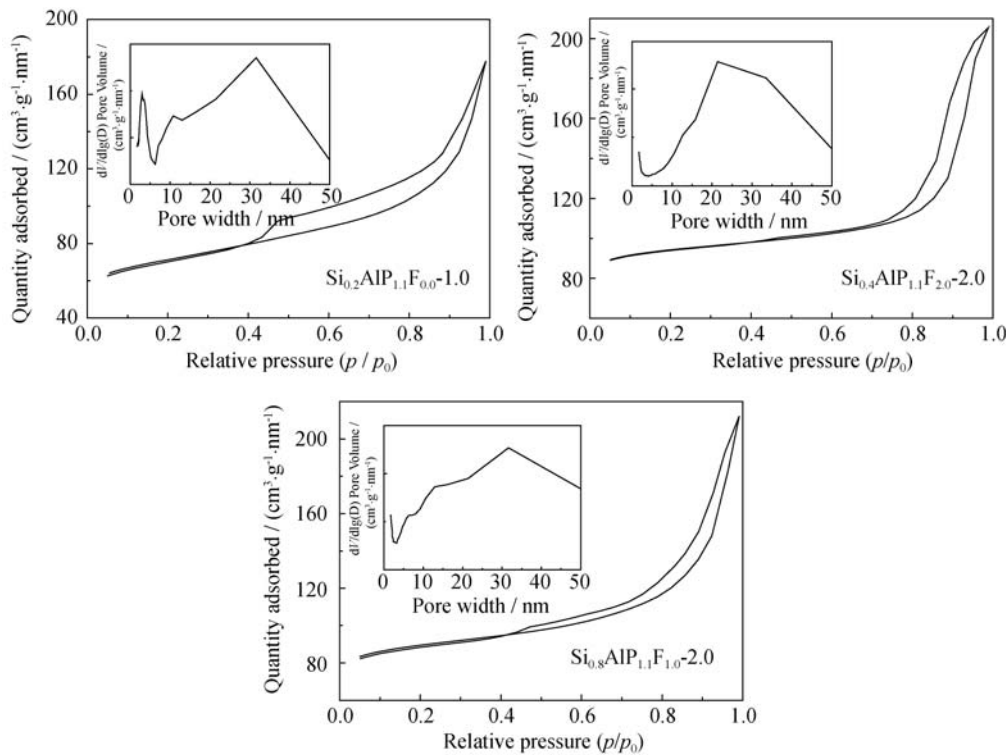 Quantity adsorbed / (cm³·g⁻¹·nm⁻¹)
200
160
120
80
40
dV/dlg(D) Pore Volume /
(cm³·g⁻¹·nm⁻¹)
0 10 20 30 40 50
Pore width / nm
Si₀.₂AlP₁.₁F₀.₀-1.0
0.0 0.2 0.4 0.6 0.8 1.0
Relative pressure (p / p₀)
Quantity adsorbed / (cm³·g⁻¹·nm⁻¹)
200
160
120
80
dV/dlg(D) Pore Volume /
(cm³·g⁻¹·nm⁻¹)
0 10 20 30 40 50
Pore width / nm
Si₀.₄AlP₁.₁F₂.₀-2.0
0.0 0.2 0.4 0.6 0.8 1.0
Relative pressure (p/p₀)
Quantity adsorbed / (cm³·g⁻¹·nm⁻¹)
200
160
120
80
dV/dlg(D) Pore Volume /
(cm³·g⁻¹·nm⁻¹)
0 10 20 30 40 50
Pore width / nm
Si₀.₈AlP₁.₁F₁.₀-2.0
0.0 0.2 0.4 0.6 0.8 1.0
Relative pressure (p/p₀)